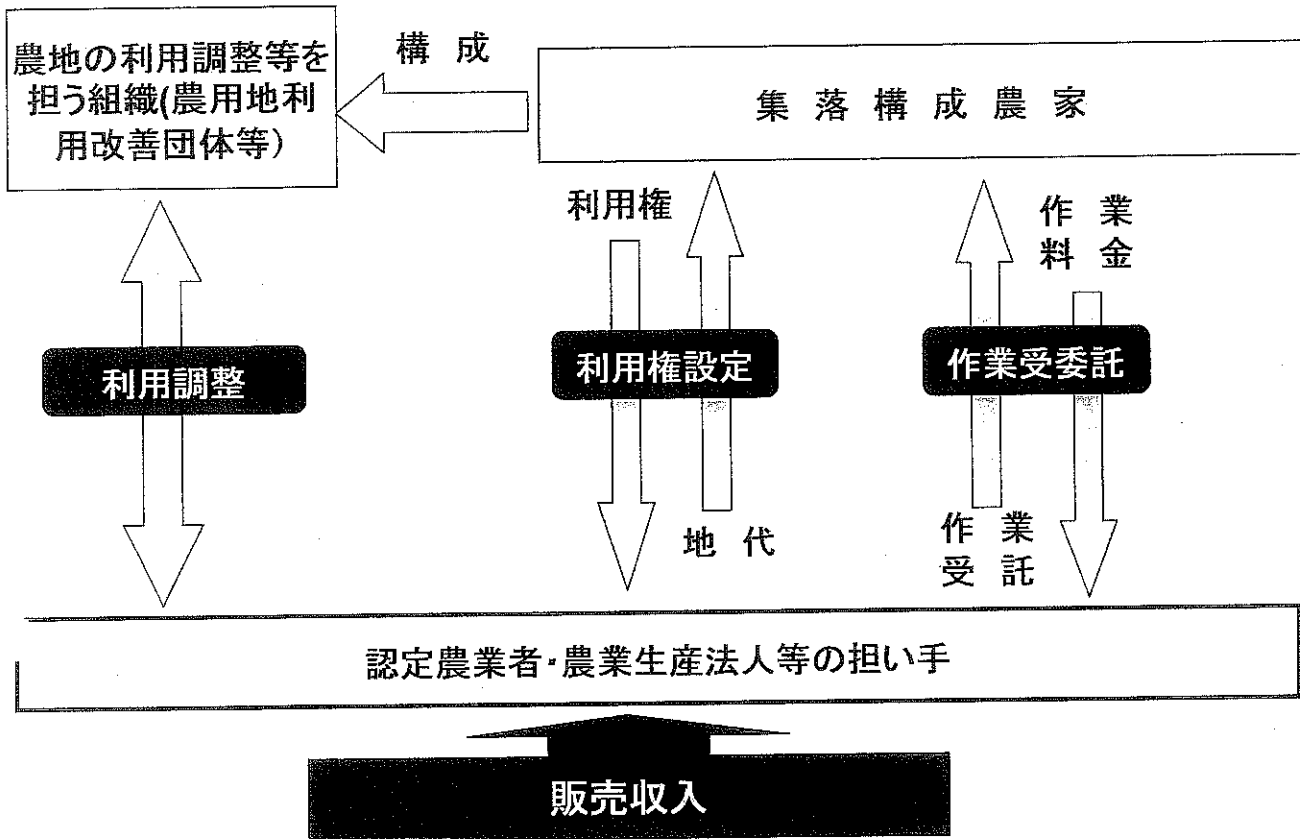 農地の利用調整等を
担う組織(農用地利
用改善団体等)
構成
集落構成農家
利用権
作業
料金
利用調整
利用権設定
作業受委託
地代
作業
受託
認定農業者・農業生産法人等の担い手
販売収入